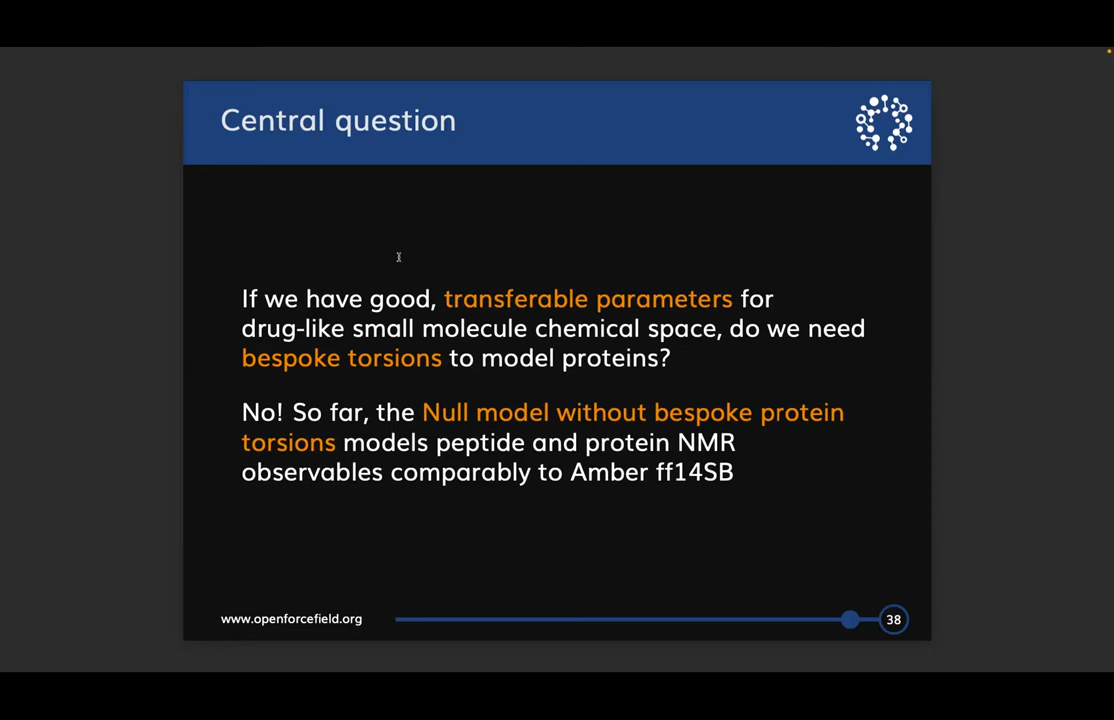 Central question
If we have good, transferable parameters for
drug-like small molecule chemical space, do we need
bespoke torsions to model proteins?
No! So far, the Null model without bespoke protein
torsions models peptide and protein NMR
observables comparably to Amber ff14SB
www.openforcefield.org
38